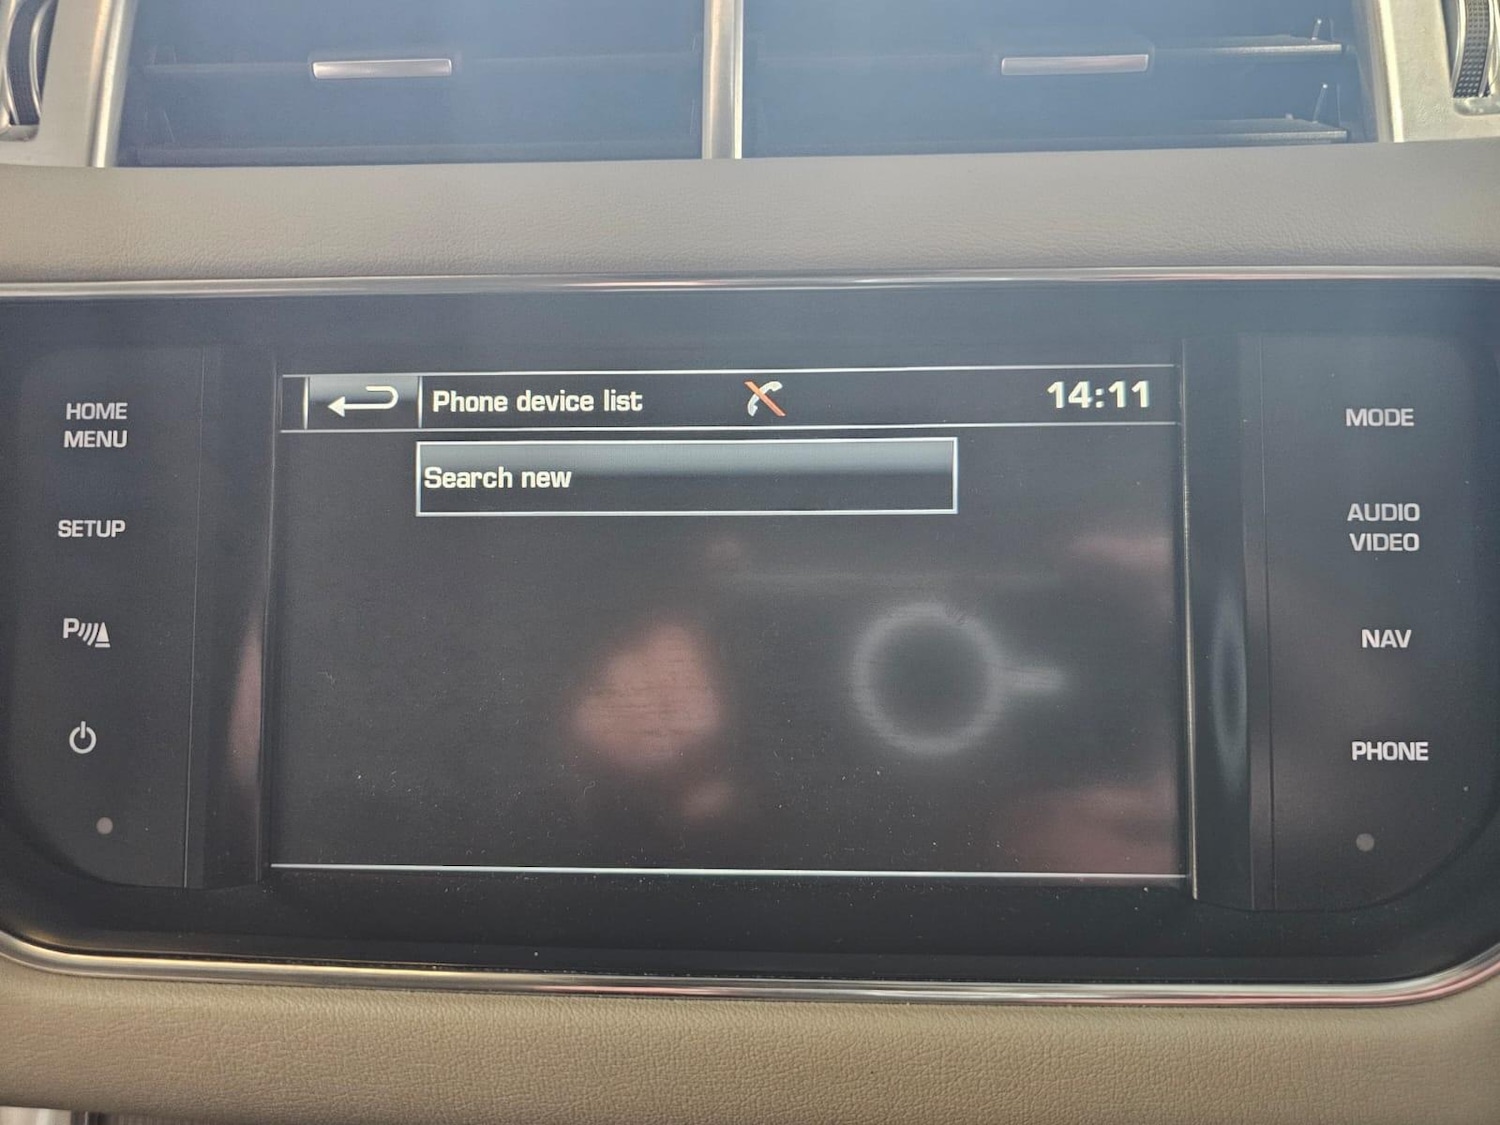 HOME
MENU
SETUP
P
Phone device list
14:11
Search new
MODE
AUDIO
VIDEO
NAV
PHONE